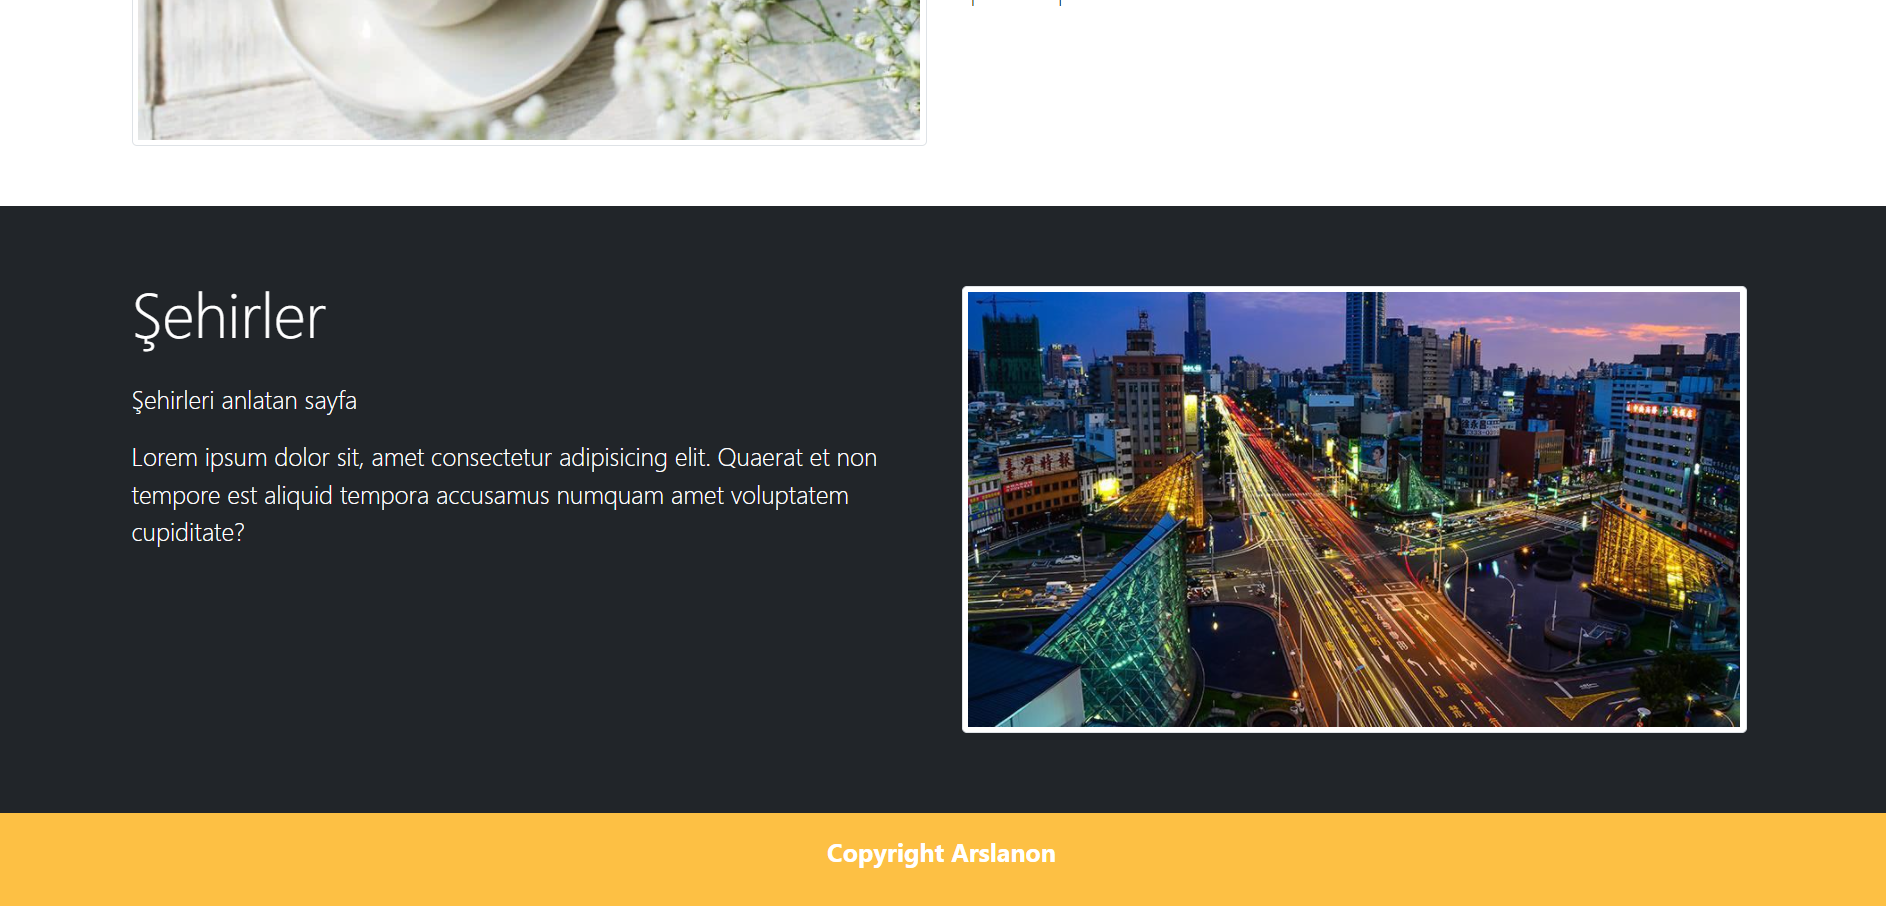 Şehirler
Şehirleri anlatan sayfa
Lorem ipsum dolor sit, amet consectetur adipisicing elit. Quaerat et non
tempore est aliquid tempora accusamus numquam amet voluptatem
cupiditate?
Copyright Arslanon